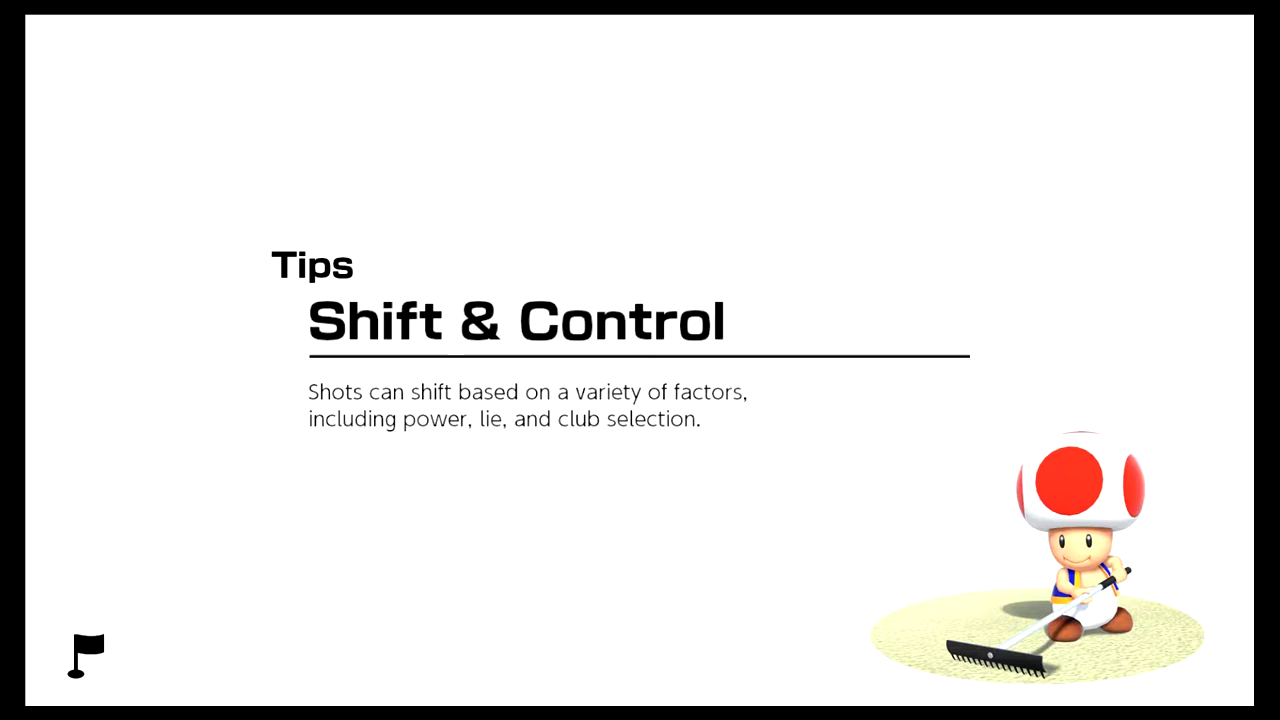 Tips
Shift & Control
Shots can shift based on a variety of factors,
including power, lie, and club selection.